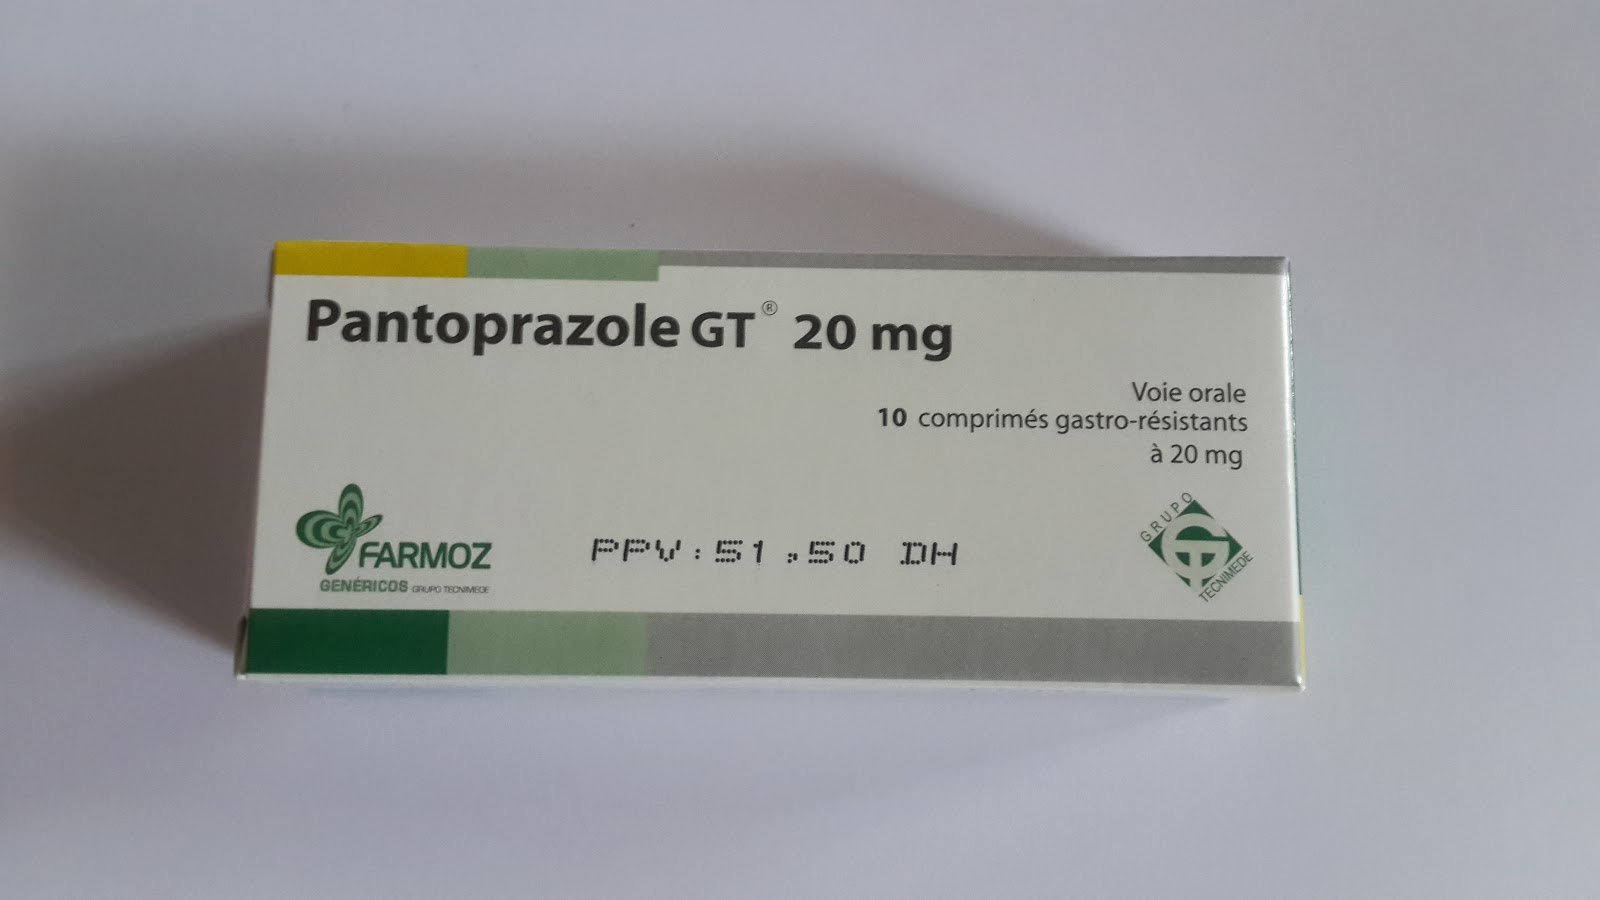 Pantoprazole GT® 20 mg
Voie orale
10 comprimés gastro-résistants
à 20 mg
FARMOZ
GENÉRICOS GRUPO TECNIMEDE
PPV: 51,50 DH
GRUPO
TECNIMEDE